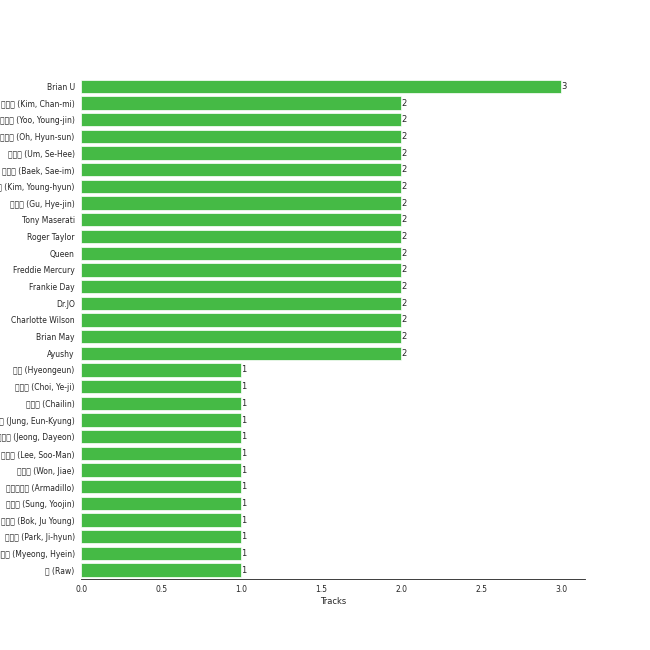 Brian U 3
(Kim, Chan-mi) 2
(Yoo, Young-jin) 2
(Oh, Hyun-sun) 2
(Um, Se-Hee) 2
(Baek, Sae-im) 2
(Kim, Young-hyun) 2
(Gu, Hye-jin) 2
Tony Maserati 2
Roger Taylor 2
Queen 2
Freddie Mercury 2
Frankie Day 2
Dr.JO 2
Charlotte Wilson 2
Brian May 2
Ayushy 2
(Hyeongeun) 1
(Choi, Ye-ji) 1
(Chailin) 1
(Jung, Eun-Kyung) 1
(Jeong, Dayeon) 1
(Lee, Soo-Man) 1
(Won, Jiae) 1
(Armadillo) 1
(Sung, Yoojin) 1
(Bok, Ju Young) 1
(Park, Ji-hyun) 1
(Myeong, Hyein) 1
(Raw) 1
0.0 0.5 1.0 1.5 2.0 2.5 3.0
Tracks